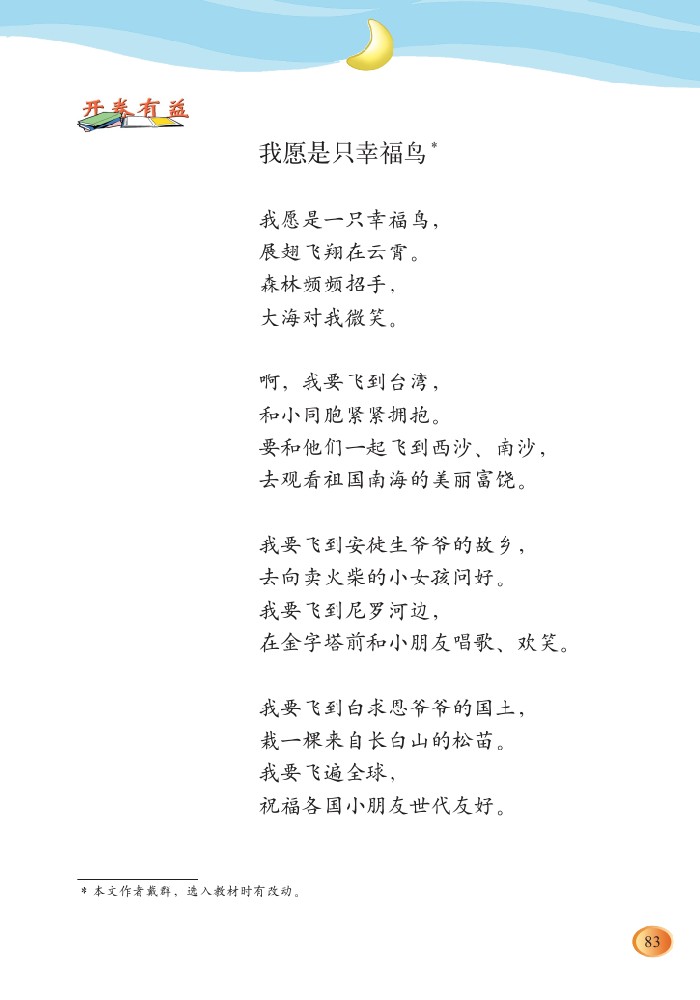 开卷有益
我愿是只幸福鸟*
我愿是一只幸福鸟，
展翅飞翔在云霄。
森林频频招手，
大海对我微笑。
啊，我要飞到台湾，
和小同胞紧紧拥抱。
要和他们一起飞到西沙、南沙，
去观看祖国南海的美丽富饶。
我要飞到安徒生爷爷的故乡，
去向卖火柴的小女孩问好。
我要飞到尼罗河边，
在金字塔前和小朋友唱歌、欢笑。
我要飞到白求恩爷爷的国土，
栽一棵来自长白山的松苗。
我要飞遍全球，
祝福各国小朋友世代友好。
* 本文作者戴群，选入教材时有改动。
83